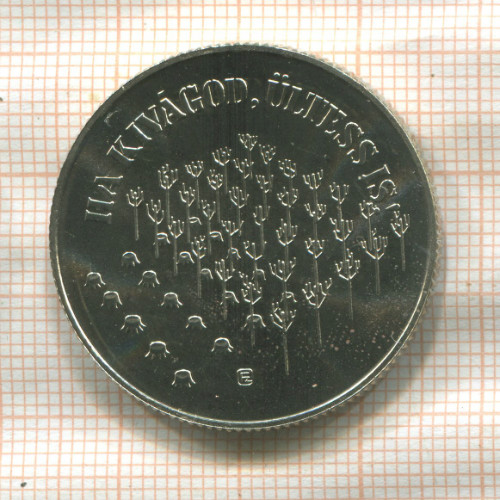 HA KIVÁGOD, ÜLTESS IS!
E